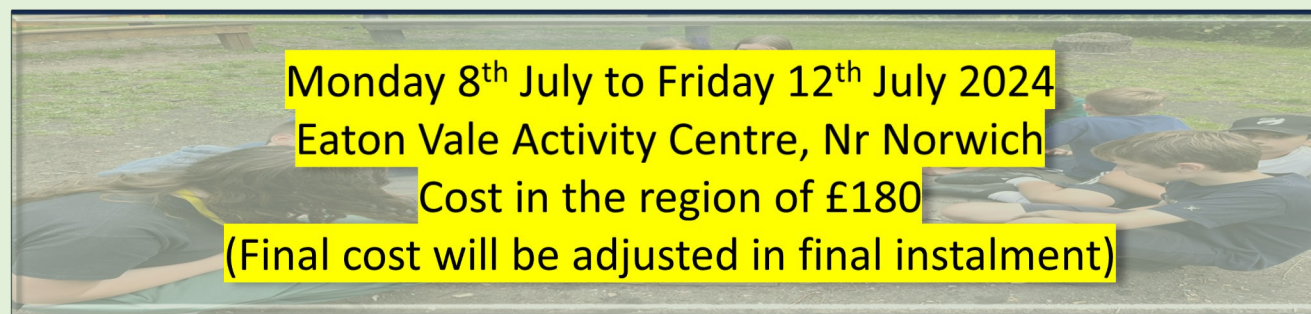 Monday 8th July to Friday 12th July 2024
Eaton Vale Activity Centre, Nr Norwich
Cost in the region of £180
(Final cost will be adjusted in final instalment)